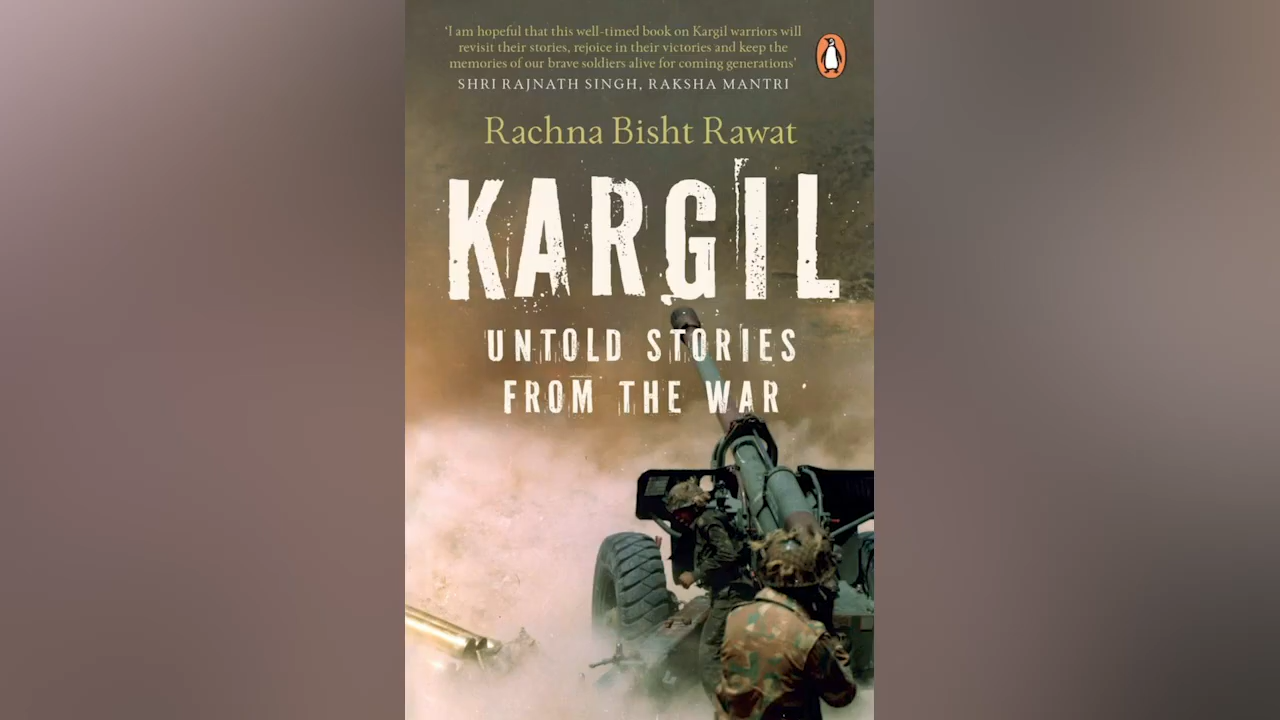 ‘I am hopeful that this well-timed book on Kargil warriors will
revisit their stories, rejoice in their victories and keep the
memories of our brave soldiers alive for coming generations’
SHRI RAJNATH SINGH, RAKSHA MANTRI
Rachna Bisht Rawat
KARGIL
UNTOLD STORIES
FROM THE WAR